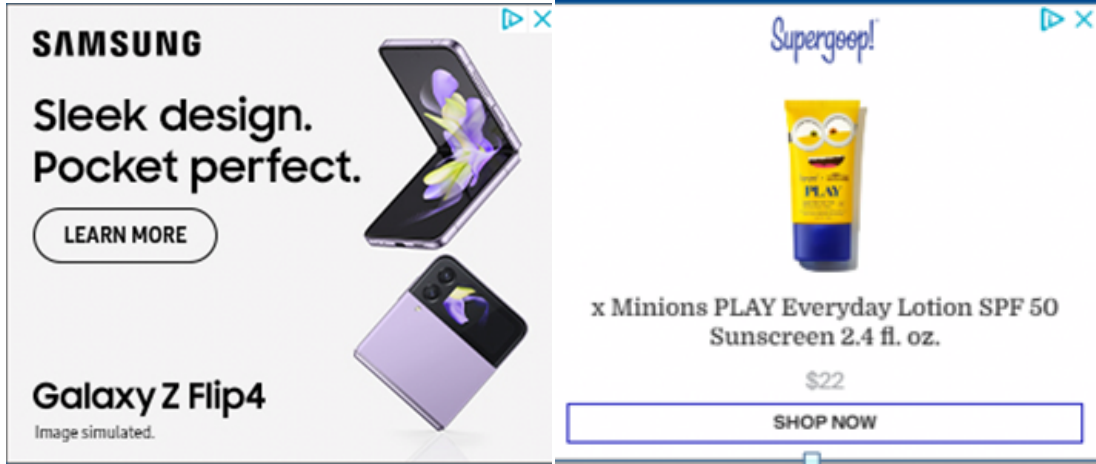 SAMSUNG
Sleek design.
Pocket perfect.
LEARN MORE
Galaxy Z Flip4
Image simulated.
Supergoop!
PLAY
x Minions PLAY Everyday Lotion SPF 50
Sunscreen 2.4 fl. oz.
$22
SHOP NOW